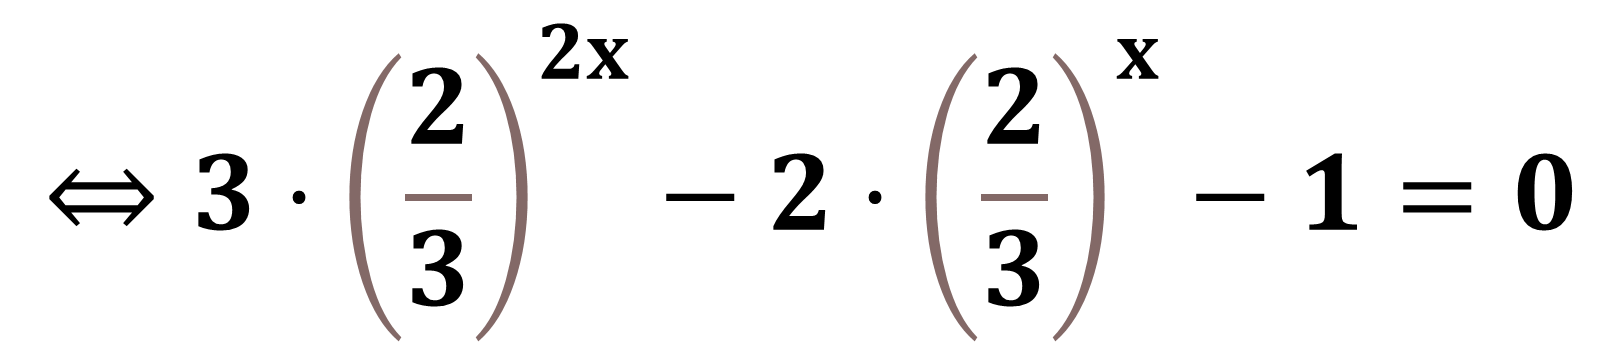 ⇔ 3 · (2/3)^2x − 2 · (2/3)^x − 1 = 0